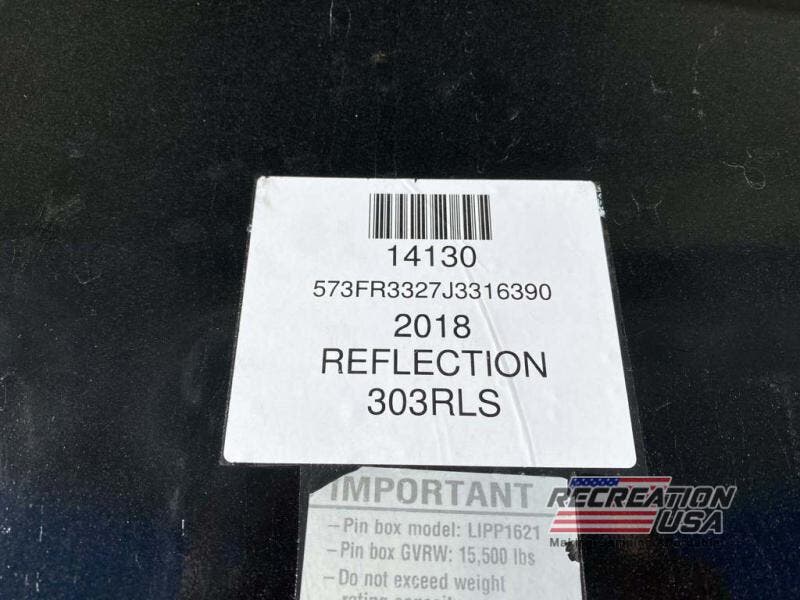 14130
573FR3327J3316390
2018
REFLECTION
303RLS
IMPORTANT
– Pin box model: LIPP1621
– Pin box GVRW: 15,500 lbs
– Do not exceed weight
RECREATION
USA